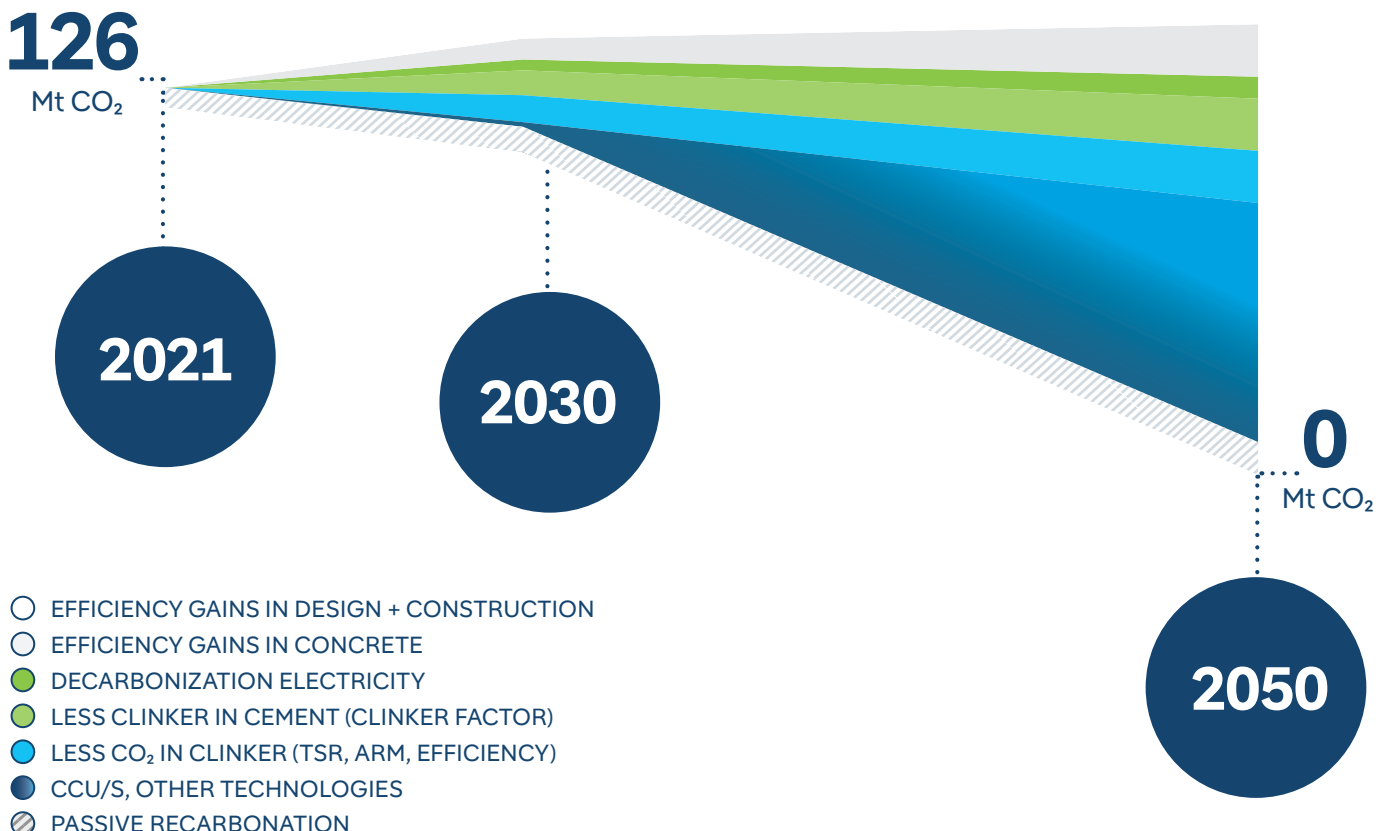 126
Mt CO₂
2021
2030
0
Mt CO₂
2050
EFFICIENCY GAINS IN DESIGN + CONSTRUCTION
EFFICIENCY GAINS IN CONCRETE
DECARBONIZATION ELECTRICITY
LESS CLINKER IN CEMENT (CLINKER FACTOR)
LESS CO₂ IN CLINKER (TSR, ARM, EFFICIENCY)
CCU/S, OTHER TECHNOLOGIES
PASSIVE RECARBONATION